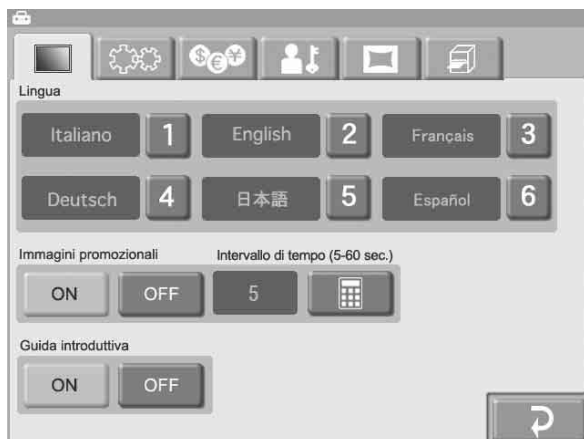 $ € ¥
Lingua
Italiano 1 English 2 Français 3
Deutsch 4 日本語 5 Español 6
Immagini promozionali Intervallo di tempo (5-60 sec.)
ON OFF 5
Guida introduttiva
ON OFF